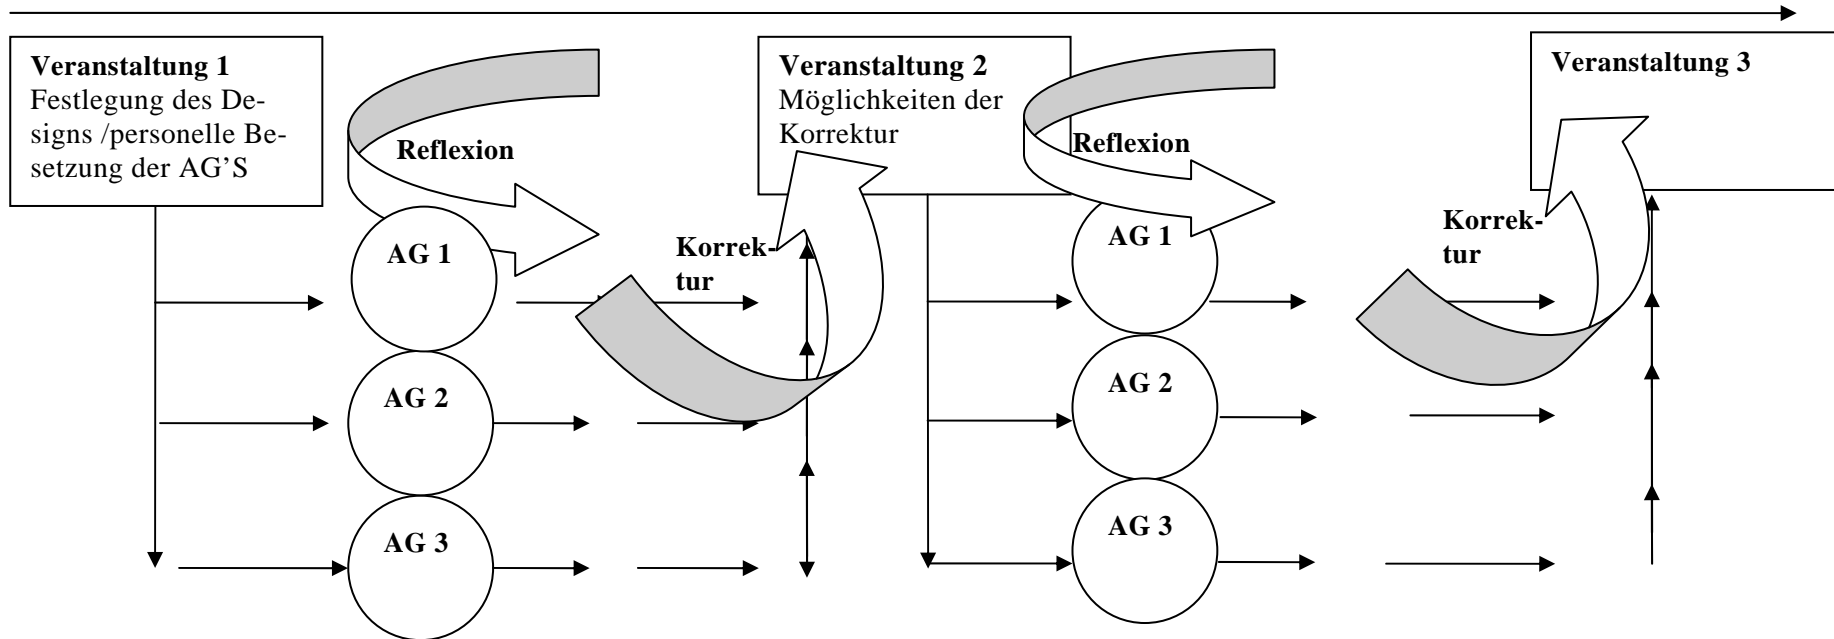 Veranstaltung 1
Festlegung des De-
signs /personelle Be-
setzung der AG’S
Reflexion
AG 1
AG 2
AG 3
Korrek-
tur
Veranstaltung 2
Möglichkeiten der
Korrektur
Reflexion
AG 1
AG 2
AG 3
Korrek-
tur
Veranstaltung 3